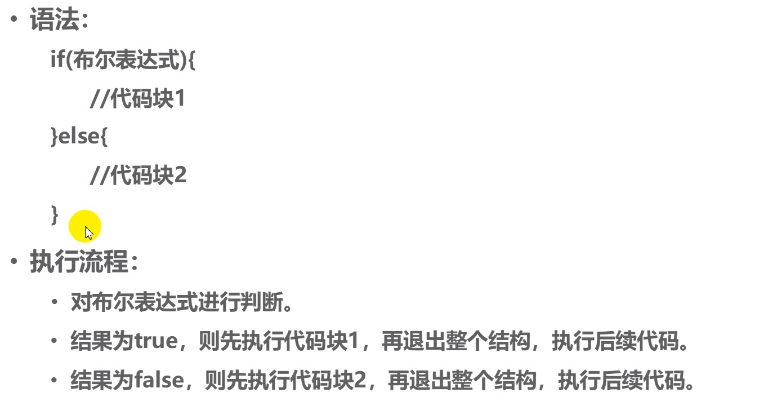 • 语法：
if(布尔表达式){
//代码块1
}else{
//代码块2
}
• 执行流程：
• 对布尔表达式进行判断。
• 结果为true，则先执行代码块1，再退出整个结构，执行后续代码。
• 结果为false，则先执行代码块2，再退出整个结构，执行后续代码。